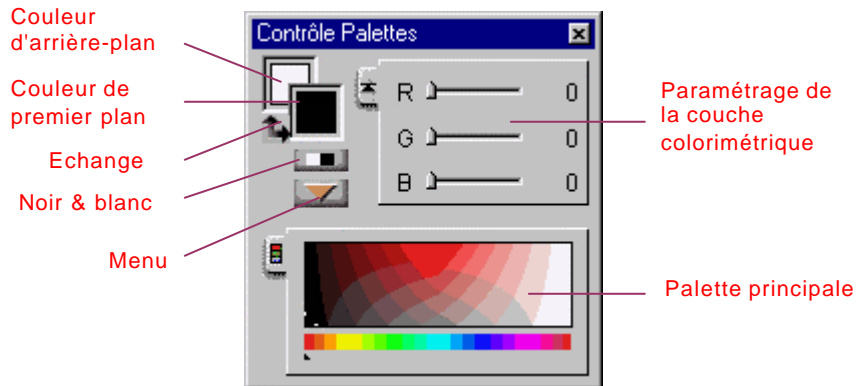 Couleur
d'arrière-plan
Couleur de
premier plan
Echange
Noir & blanc
Menu
Contrôle Palettes
R 0
G 0
B 0
Paramétrage de
la couche
colorimétrique
Palette principale